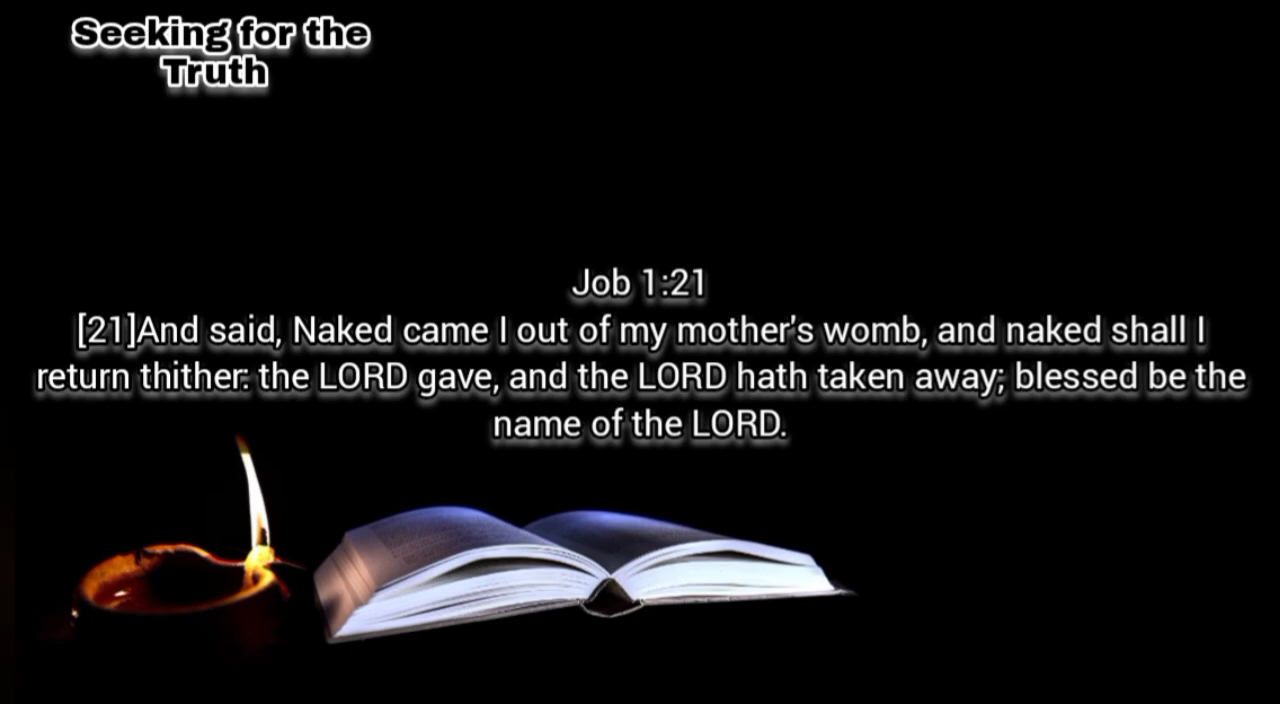 Seeking for the
Truth
Job 1:21
[21]And said, Naked came I out of my mother's womb, and naked shall I
return thither: the LORD gave, and the LORD hath taken away; blessed be the
name of the LORD.